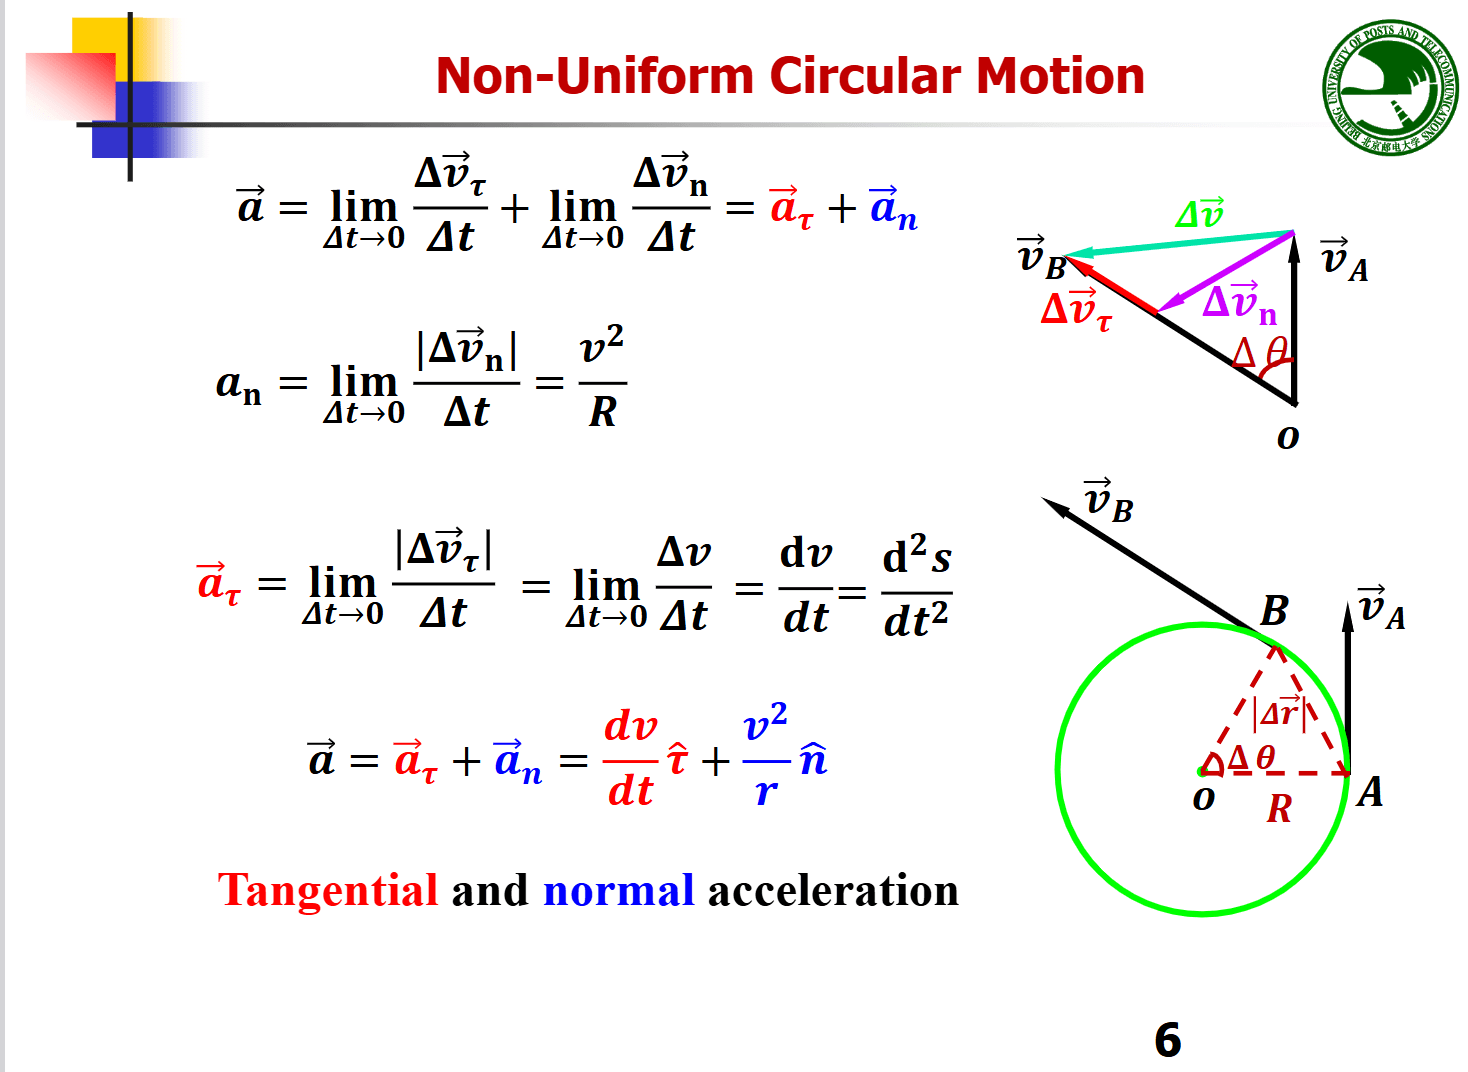 Non-Uniform Circular Motion
BEIJING UNIVERSITY OF POSTS AND TELECOMMUNICATIONS
北京邮电大学
$\vec{a} = \lim_{\Delta t \to 0} \frac{\Delta \vec{v}_\tau}{\Delta t} + \lim_{\Delta t \to 0} \frac{\Delta \vec{v}_n}{\Delta t} = \vec{a}_\tau + \vec{a}_n$
$a_n = \lim_{\Delta t \to 0} \frac{|\Delta \vec{v}_n|}{\Delta t} = \frac{v^2}{R}$
$\vec{a}_\tau = \lim_{\Delta t \to 0} \frac{|\Delta \vec{v}_\tau|}{\Delta t} = \lim_{\Delta t \to 0} \frac{\Delta v}{\Delta t} = \frac{dv}{dt} = \frac{d^2 s}{dt^2}$
$\vec{a} = \vec{a}_\tau + \vec{a}_n = \frac{dv}{dt} \hat{\tau} + \frac{v^2}{r} \hat{n}$
Tangential and normal acceleration
$\Delta \vec{v}$
$\vec{v}_B$
$\vec{v}_A$
$\Delta \vec{v}_\tau$
$\Delta \vec{v}_n$
$\Delta \theta$
o
$\vec{v}_B$
B
$\vec{v}_A$
$|\Delta \vec{r}|$
$\Delta \theta$
o
R
A
6